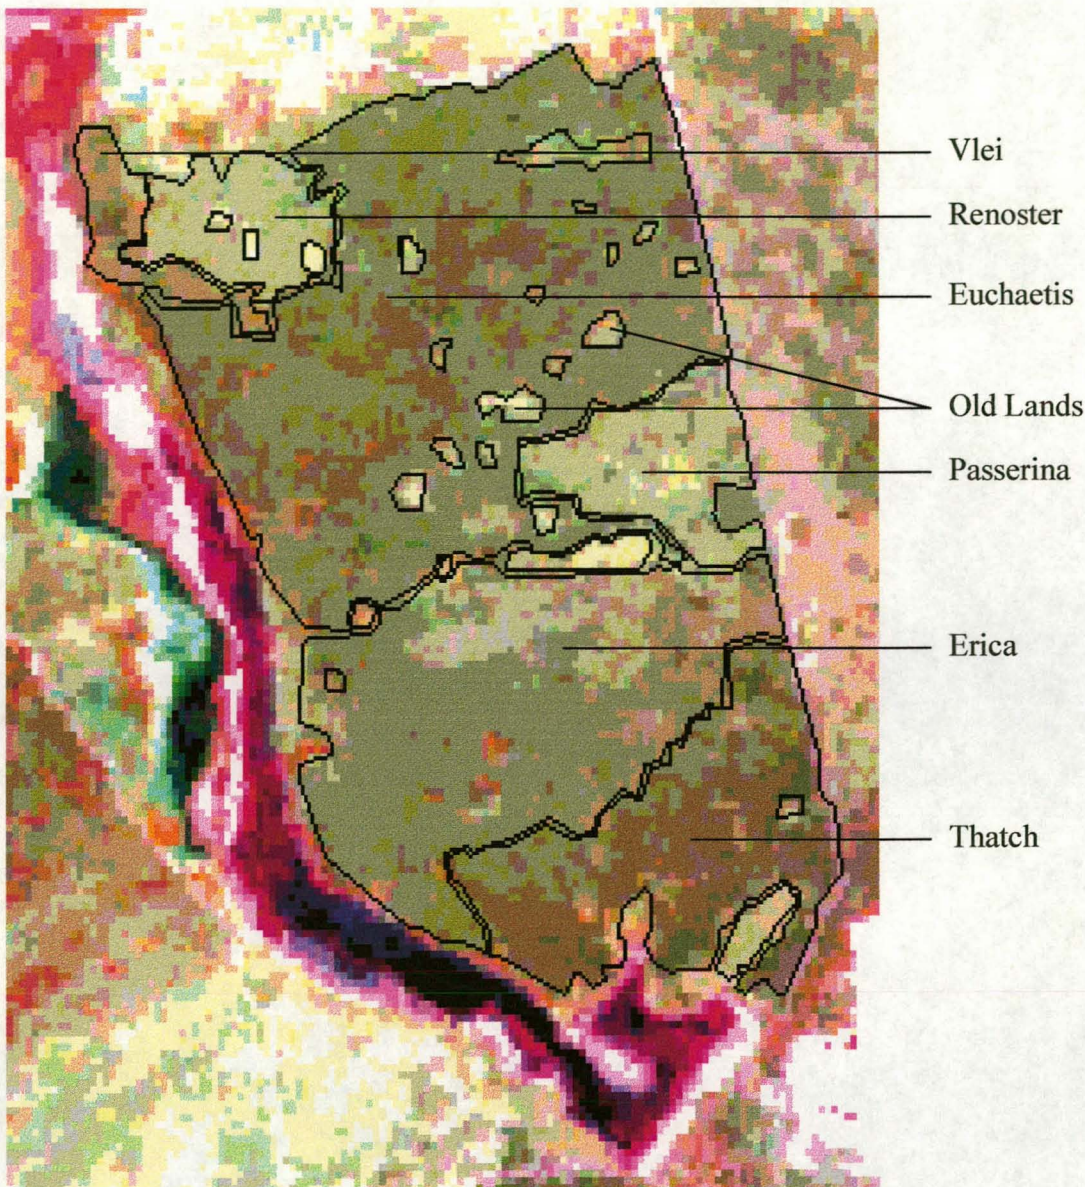 Vlei
Renoster
Euchaetis
Old Lands
Passerina
Erica
Thatch